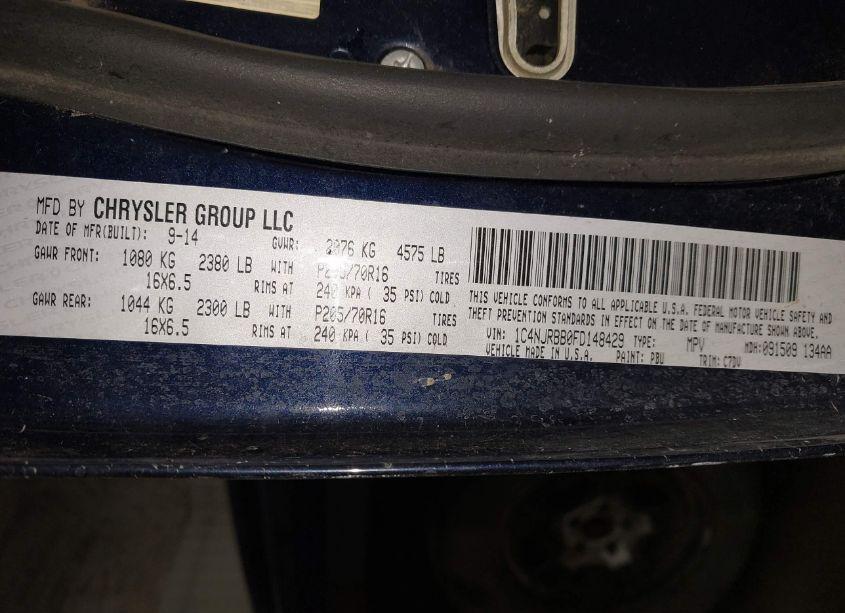 MFD BY CHRYSLER GROUP LLC
DATE OF MFR(BUILT): 9-14 GVWR: 2076 KG 4575 LB
GAWR FRONT: 1080 KG 2380 LB WITH P205/70R16 TIRES
16X6.5 RIMS AT 240 KPA ( 35 PSI) COLD
GAWR REAR: 1044 KG 2300 LB WITH P205/70R16 TIRES
16X6.5 RIMS AT 240 KPA ( 35 PSI) COLD
THIS VEHICLE CONFORMS TO ALL APPLICABLE U.S.A. FEDERAL MOTOR VEHICLE SAFETY AND
THEFT PREVENTION STANDARDS IN EFFECT ON THE DATE OF MANUFACTURE SHOWN ABOVE.
VIN: 1C4NJRBB0FD148429 TYPE: MPV MDH:091509 134AA
VEHICLE MADE IN U.S.A. PAINT: PBU TRIM: C7DV